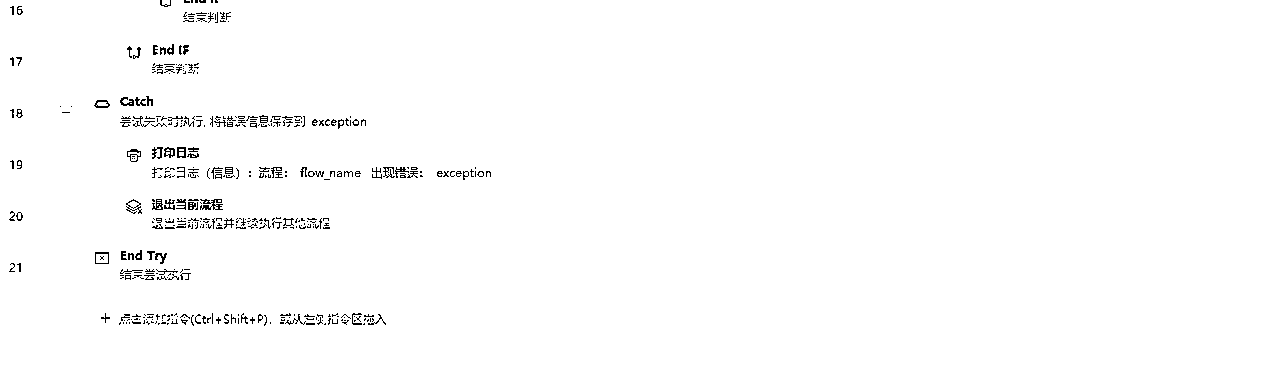 16 End If
结束判断
17 End IF
结束判断
18 Catch
尝试失败时执行, 将错误信息保存到 exception
19 打印日志
打印日志（信息）: 流程: flow_name 出现错误: exception
20 退出当前流程
退出当前流程并继续执行其他流程
21 End Try
结束尝试执行
点击添加指令(Ctrl+Shift+P)、或从左侧指令区拖入